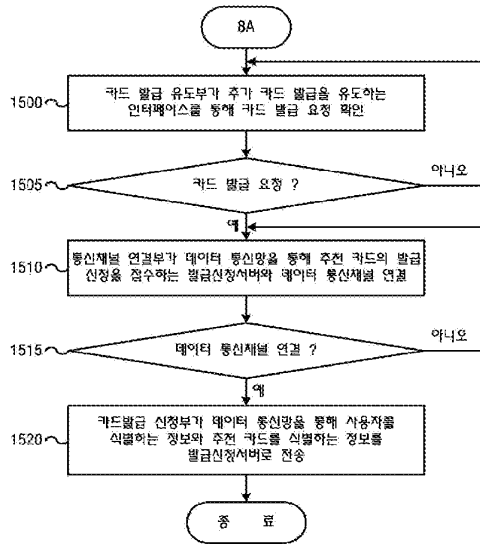 8A
1500
카드 발급 유도부가 추가 카드 발급을 유도하는
인터페이스를 통해 카드 발급 요청 확인
1505
카드 발급 요청 ?
아니오
예
1510
통신채널 연결부가 데이터 통신망을 통해 추천 카드의 발급
신청을 접수하는 발급신청서버와 데이터 통신채널 연결
1515
데이터 통신채널 연결 ?
아니오
예
1520
카드발급 신청부가 데이터 통신망을 통해 사용자를
식별하는 정보와 추천 카드를 식별하는 정보를
발급신청서버로 전송
종 료